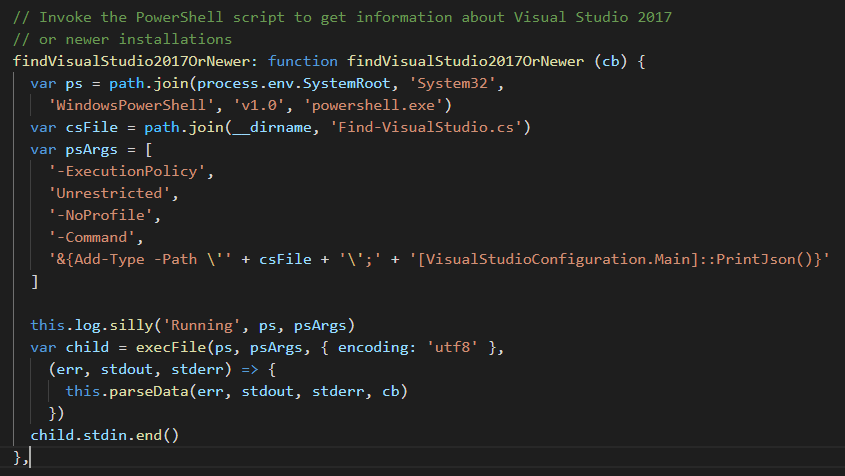 // Invoke the PowerShell script to get information about Visual Studio 2017
// or newer installations
findVisualStudio2017OrNewer: function findVisualStudio2017OrNewer (cb) {
  var ps = path.join(process.env.SystemRoot, 'System32',
    'WindowsPowerShell', 'v1.0', 'powershell.exe')
  var csFile = path.join(__dirname, 'Find-VisualStudio.cs')
  var psArgs = [
    '-ExecutionPolicy',
    'Unrestricted',
    '-NoProfile',
    '-Command',
    '&{Add-Type -Path \'' + csFile + '\';' + '[VisualStudioConfiguration.Main]::PrintJson()}'
  ]
  this.log.silly('Running', ps, psArgs)
  var child = execFile(ps, psArgs, { encoding: 'utf8' },
    (err, stdout, stderr) => {
      this.parseData(err, stdout, stderr, cb)
    })
  child.stdin.end()
},